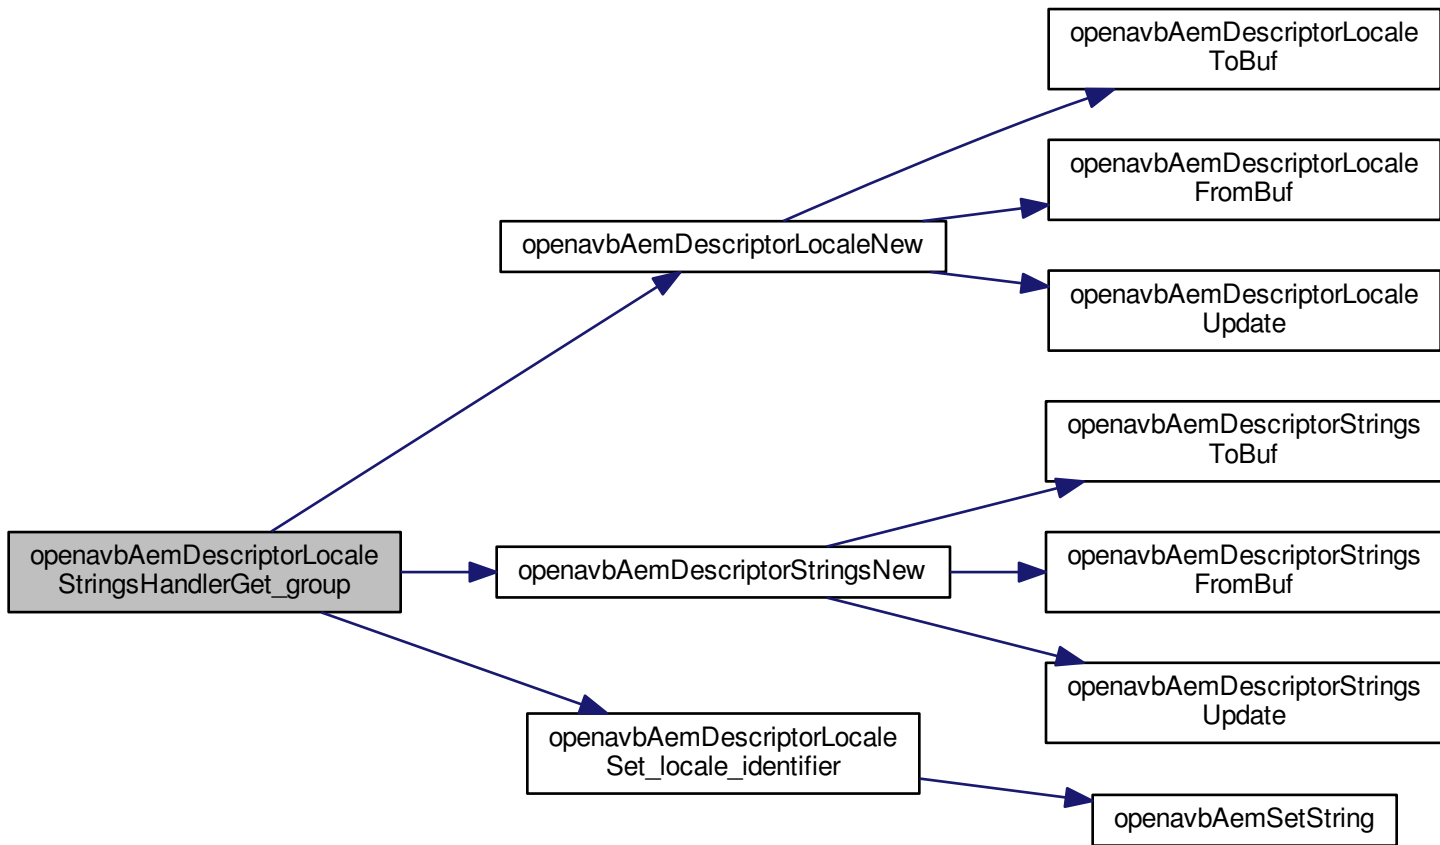 openavbAemDescriptorLocale
ToBuf
openavbAemDescriptorLocale
FromBuf
openavbAemDescriptorLocaleNew
openavbAemDescriptorLocale
Update
openavbAemDescriptorStrings
ToBuf
openavbAemDescriptorLocale
StringsHandlerGet_group
openavbAemDescriptorStringsNew
openavbAemDescriptorStrings
FromBuf
openavbAemDescriptorStrings
Update
openavbAemDescriptorLocale
Set_locale_identifier
openavbAemSetString